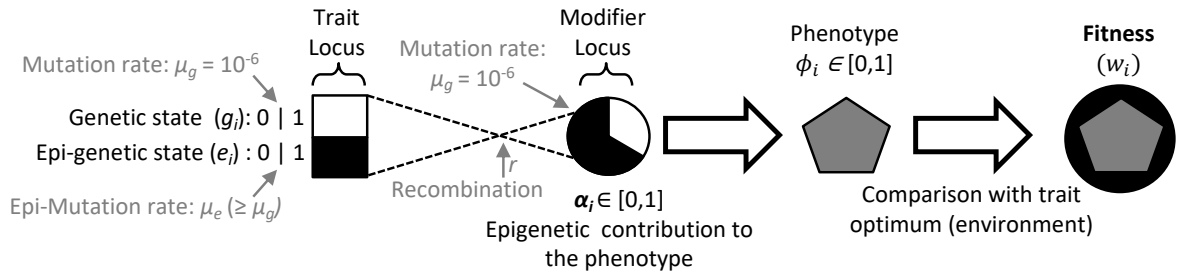 Trait
Locus
Mutation rate: μg = 10-6
Genetic state (gi): 0 | 1
Epi-genetic state (ei) : 0 | 1
Epi-Mutation rate: μe (≥ μg)
Mutation rate:
μg = 10-6
r
Recombination
Modifier
Locus
αi ∈ [0,1]
Epigenetic contribution to
the phenotype
Phenotype
ϕi ∈ [0,1]
Comparison with trait
optimum (environment)
Fitness
(wi)